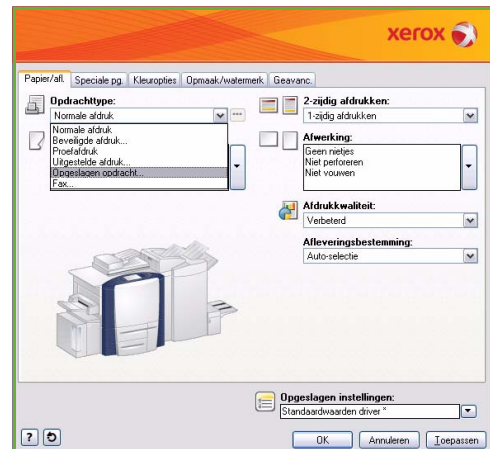 xerox
Papier/afl. Speciale pg. Kleuropties Opmaak/watermerk Geavanc.
Opdrachttype:
Normale afdruk
Normale afdruk
Beveiligde afdruk...
Proefafdruk
Uitgestelde afdruk...
Opgeslagen opdracht...
Fax...
2-zijdig afdrukken:
1-zijdig afdrukken
Afwerking:
Geen nietjes
Niet perforeren
Niet vouwen
Afdrukkwaliteit:
Verbeterd
Afleveringsbestemming:
Auto-selectie
Opgeslagen instellingen:
Standaardwaarden driver *
? OK Annuleren Toepassen